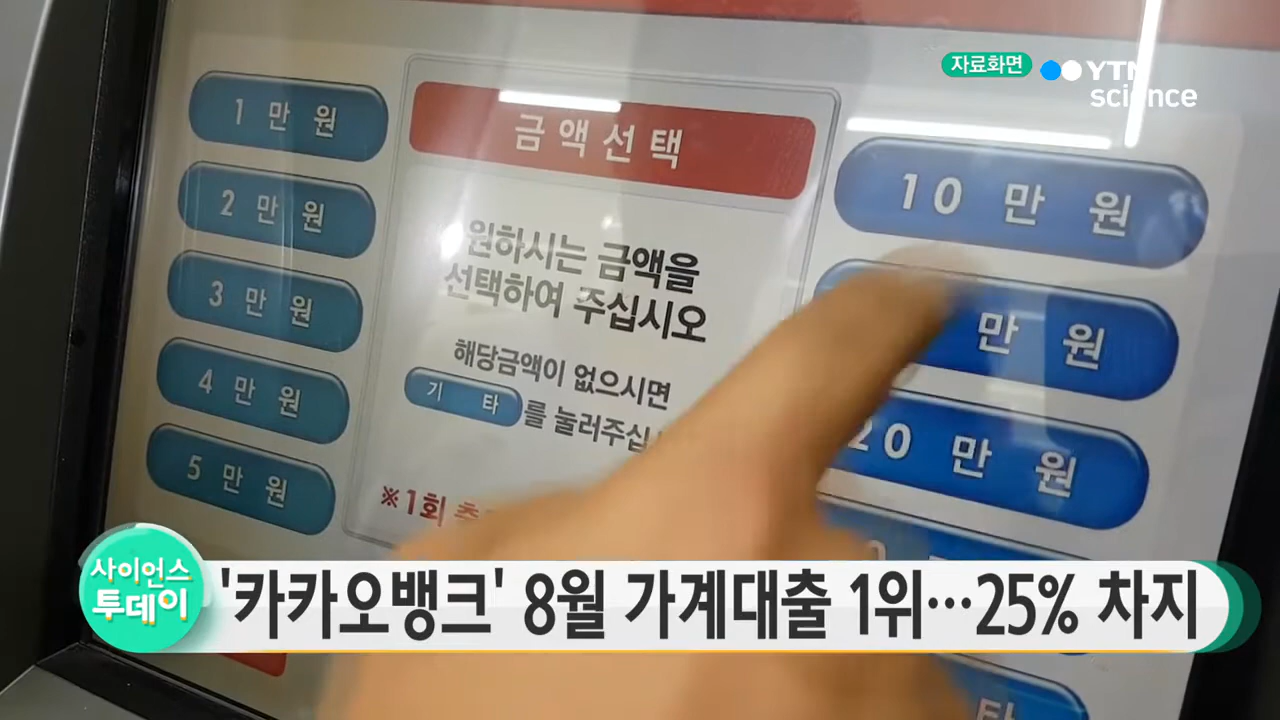 자료화면
YTN
science
1 만 원
2 만 원
3 만 원
4 만 원
5 만 원
금액선택
원하시는 금액을
선택하여 주십시오
해당금액이 없으시면
기 타 를 눌러주십
※1회
10 만 원
만 원
20 만 원
타
사이언스
투데이
'카카오뱅크' 8월 가계대출 1위…25% 차지